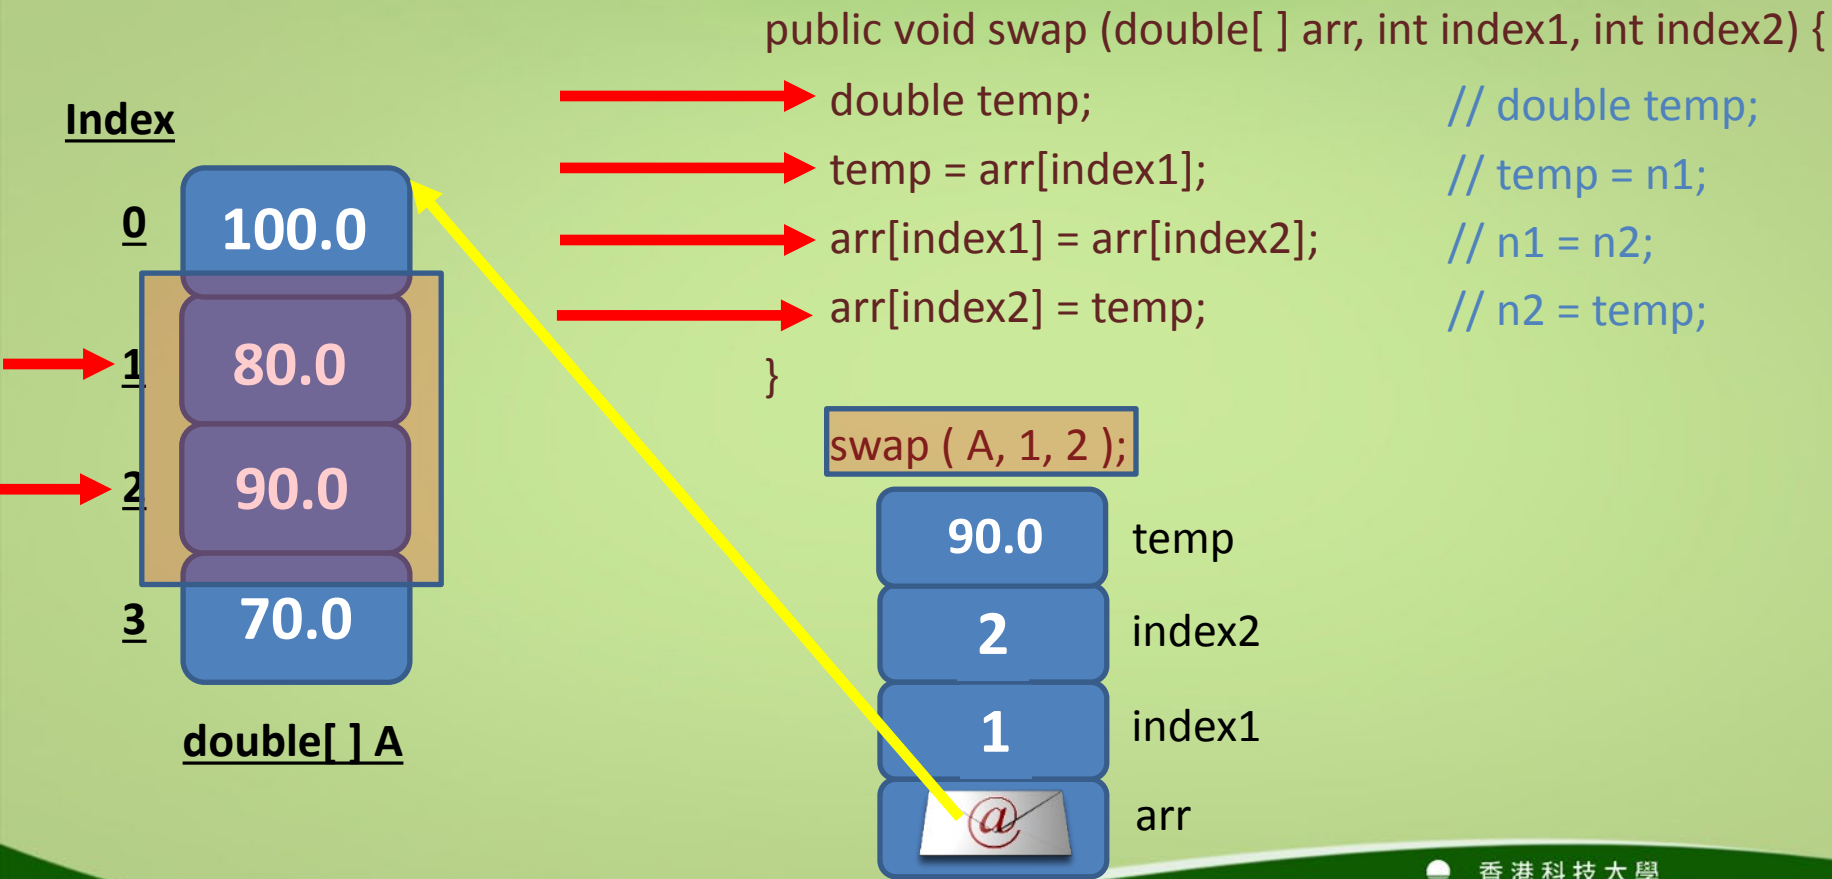 public void swap (double[ ] arr, int index1, int index2) {
double temp; // double temp;
temp = arr[index1]; // temp = n1;
arr[index1] = arr[index2]; // n1 = n2;
arr[index2] = temp; // n2 = temp;
}
swap ( A, 1, 2 );
Index
0 100.0
1 80.0
2 90.0
3 70.0
double[ ] A
90.0 temp
2 index2
1 index1
@ arr
香港科技大學